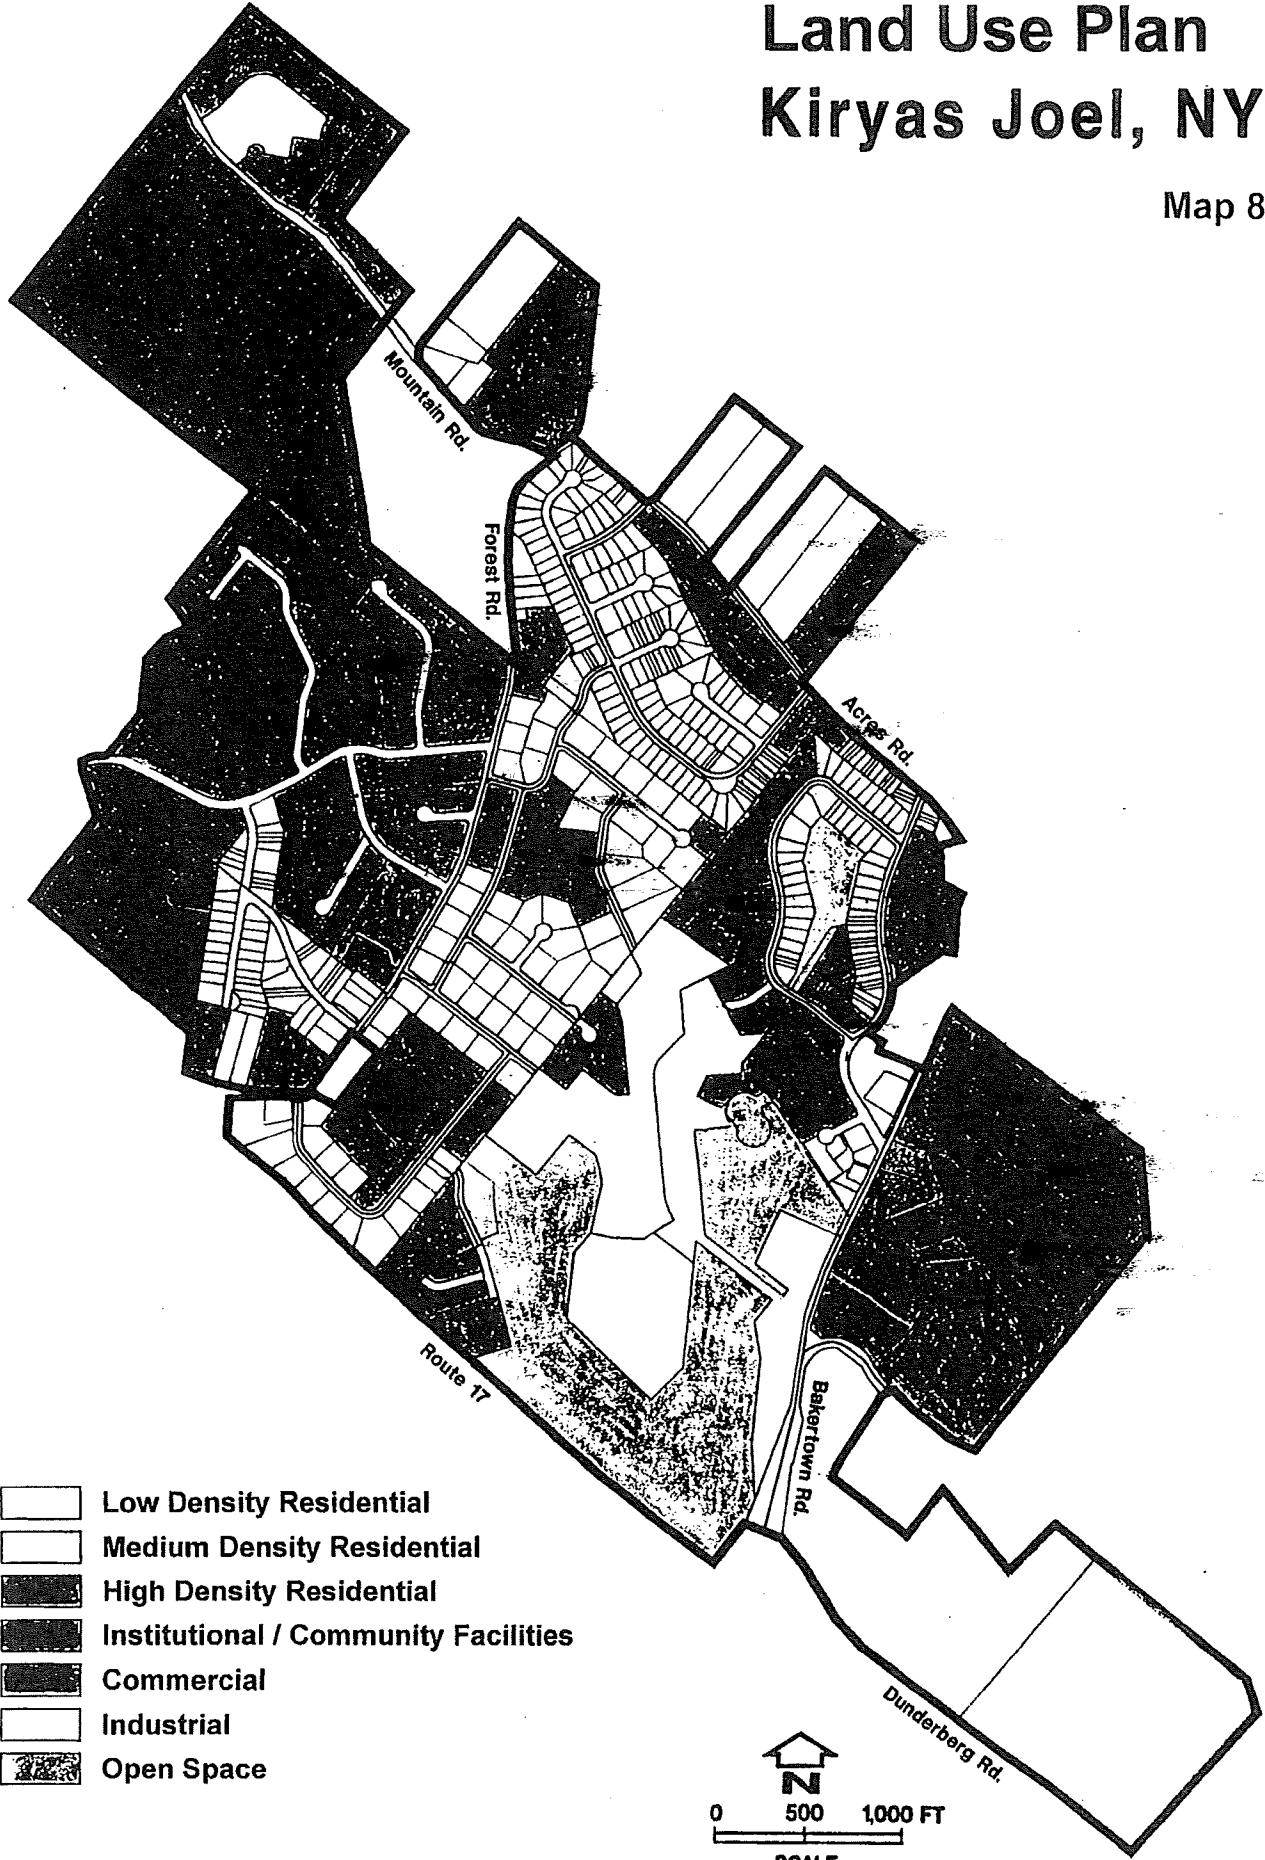 Land Use Plan
Kiryas Joel, NY
Map 8
Mountain Rd.
Forest Rd.
Acres Rd.
Route 17
Bakertown Rd.
Dunderberg Rd.
Low Density Residential
Medium Density Residential
High Density Residential
Institutional / Community Facilities
Commercial
Industrial
Open Space
N
0 500 1,000 FT
SCALE